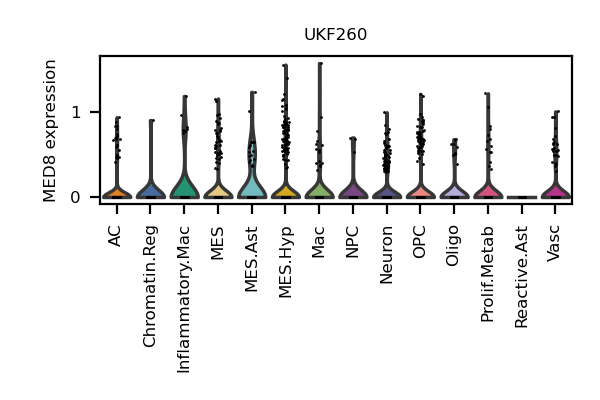 UKF260
MED8 expression
1
0
AC
Chromatin.Reg
Inflammatory.Mac
MES
MES.Ast
MES.Hyp
Mac
NPC
Neuron
OPC
Oligo
Prolif.Metab
Reactive.Ast
Vasc